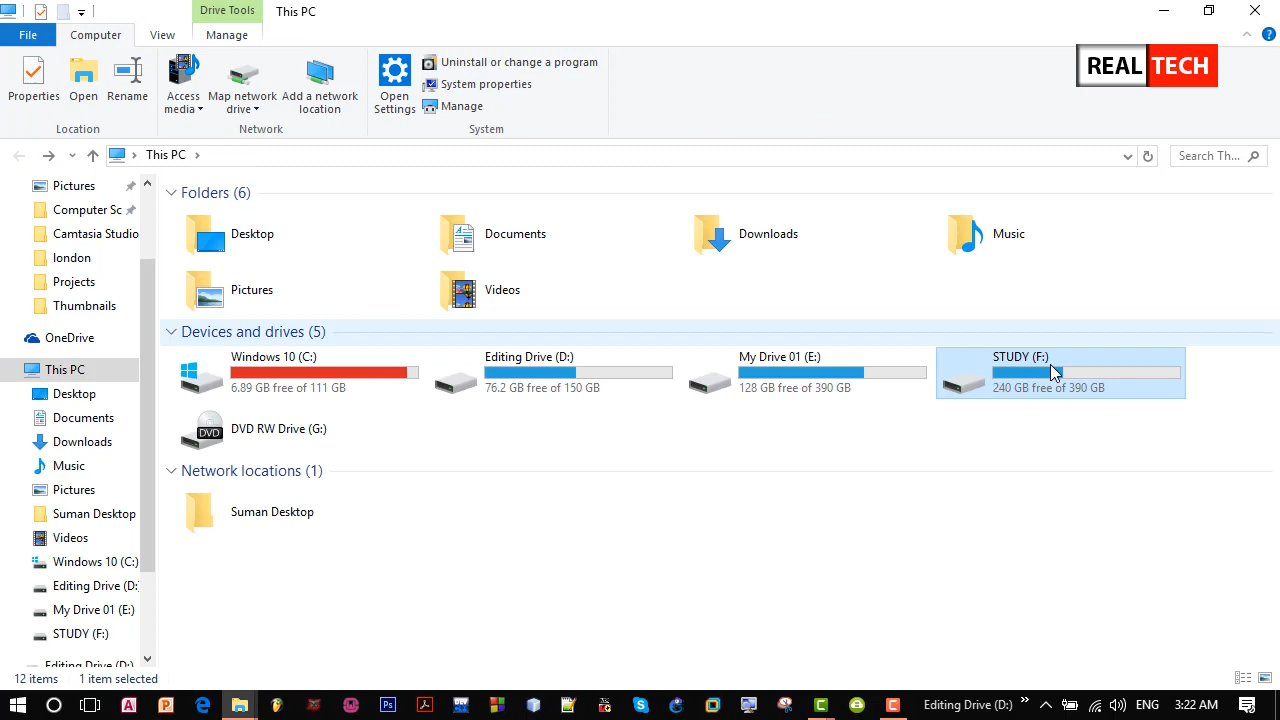 Drive Tools
This PC
File
Computer
View
Manage
Properties
Open
Rename
Access media
Map network drive
Add a network location
Open Settings
Uninstall or change a program
System properties
Manage
Location
Network
System
REAL TECH
This PC
Search Th...
Pictures
Computer Sc
Camtasia Studio
london
Projects
Thumbnails
OneDrive
This PC
Desktop
Documents
Downloads
Music
Pictures
Suman Desktop
Videos
Windows 10 (C:)
Editing Drive (D:
My Drive 01 (E:)
STUDY (F:)
Editing Drive (D:)
Folders (6)
Desktop
Documents
Downloads
Music
Pictures
Videos
Devices and drives (5)
Windows 10 (C:)
6.89 GB free of 111 GB
Editing Drive (D:)
76.2 GB free of 150 GB
My Drive 01 (E:)
128 GB free of 390 GB
STUDY (F:)
240 GB free of 390 GB
DVD
DVD RW Drive (G:)
Network locations (1)
Suman Desktop
12 items
1 item selected
Editing Drive (D:)
ENG
3:22 AM